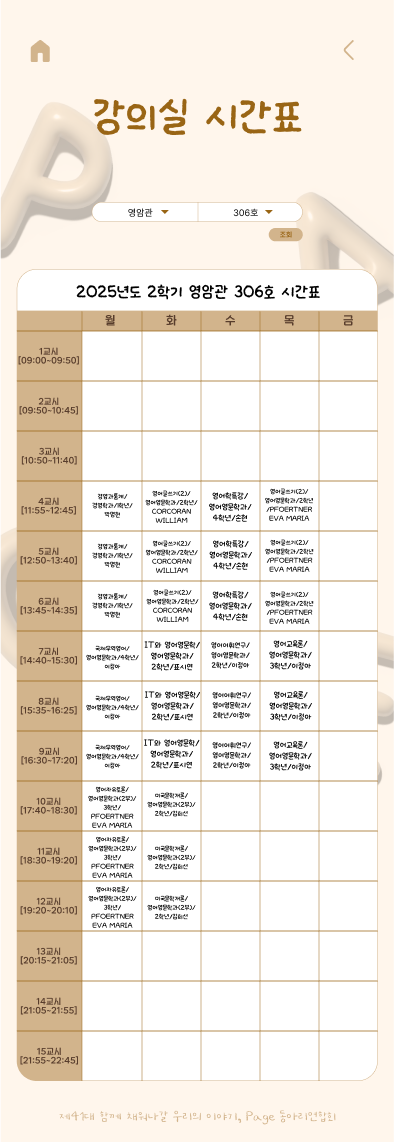 강의실 시간표
영암관 306호
조회
2025년도 2학기 영암관 306호 시간표
월 화 수 목 금
1교시
[09:00~09:50]
2교시
[09:50~10:45]
3교시
[10:50~11:40]
4교시
[11:55~12:45]
경영과통계/
경영학과/1학년/
박영현
영어글쓰기(2)/
영어영문학과/2학년/
CORCORAN
WILLIAM
영어학특강/
영어영문학과/
4학년/손현
영어글쓰기(2)/
영어영문학과/2학년
/PFOERTNER
EVA MARIA
5교시
[12:50~13:40]
경영과통계/
경영학과/1학년/
박영현
영어글쓰기(2)/
영어영문학과/2학년/
CORCORAN
WILLIAM
영어학특강/
영어영문학과/
4학년/손현
영어글쓰기(2)/
영어영문학과/2학년
/PFOERTNER
EVA MARIA
6교시
[13:45~14:35]
경영과통계/
경영학과/1학년/
박영현
영어글쓰기(2)/
영어영문학과/2학년/
CORCORAN
WILLIAM
영어학특강/
영어영문학과/
4학년/손현
영어글쓰기(2)/
영어영문학과/2학년
/PFOERTNER
EVA MARIA
7교시
[14:40~15:30]
국제무역영어/
영어영문학과/4학년/
이정아
IT와 영어영문학/
영어영문학과/
2학년/표시연
영어어휘연구/
영어영문학과/
2학년/이정아
영어교육론/
영어영문학과/
3학년/이정아
8교시
[15:35~16:25]
국제무역영어/
영어영문학과/4학년/
이정아
IT와 영어영문학/
영어영문학과/
2학년/표시연
영어어휘연구/
영어영문학과/
2학년/이정아
영어교육론/
영어영문학과/
3학년/이정아
9교시
[16:30~17:20]
국제무역영어/
영어영문학과/4학년/
이정아
IT와 영어영문학/
영어영문학과/
2학년/표시연
영어어휘연구/
영어영문학과/
2학년/이정아
영어교육론/
영어영문학과/
3학년/이정아
10교시
[17:40~18:30]
영어자유토론/
영어영문학과(2부)/
3학년/
PFOERTNER
EVA MARIA
미국문학개론/
영어영문학과(2부)/
2학년/김희선
11교시
[18:30~19:20]
영어자유토론/
영어영문학과(2부)/
3학년/
PFOERTNER
EVA MARIA
미국문학개론/
영어영문학과(2부)/
2학년/김희선
12교시
[19:20~20:10]
영어자유토론/
영어영문학과(2부)/
3학년/
PFOERTNER
EVA MARIA
미국문학개론/
영어영문학과(2부)/
2학년/김희선
13교시
[20:15~21:05]
14교시
[21:05~21:55]
15교시
[21:55~22:45]
제41대 함께 채워나갈 우리의 이야기, Page 동아리연합회